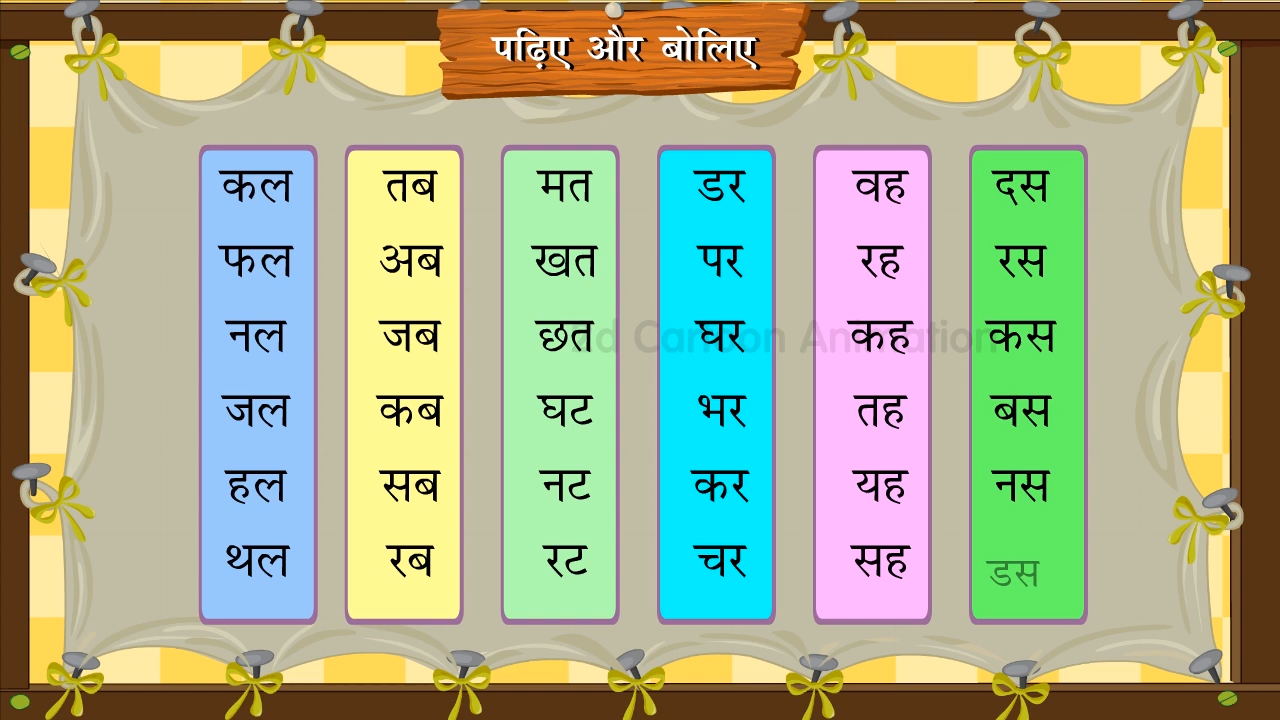 पढ़िए और बोलिए
कल तब मत डर वह दस
फल अब खत पर रह रस
नल जब छत घर कह कस
जल कब घट भर तह बस
हल सब नट कर यह नस
थल रब रट चर सह डस
Cartoon Animation